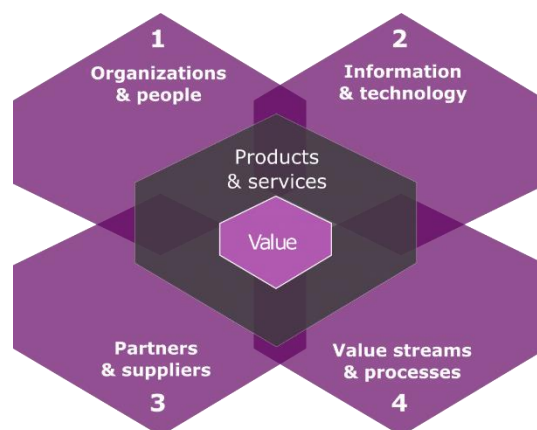 1
Organizations
& people
2
Information
& technology
Products
& services
Value
Partners
& suppliers
3
Value streams
& processes
4